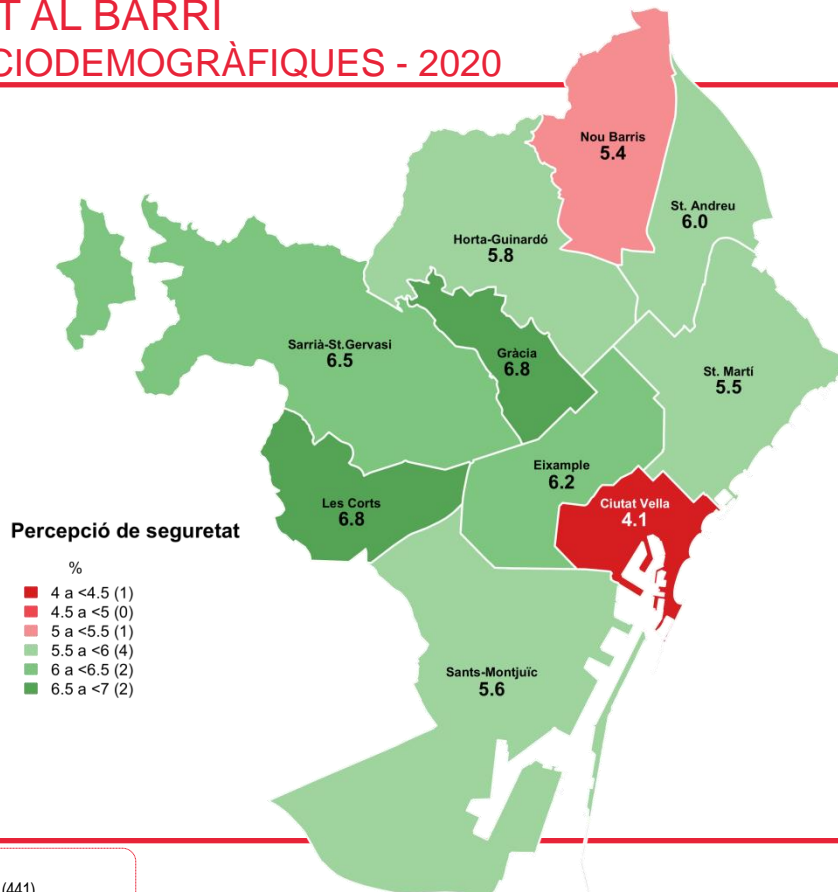 T AL BARRI
CIODEMOGRÀFIQUES - 2020
Nou Barris
5.4
St. Andreu
6.0
Horta-Guinardó
5.8
Sarrià-St.Gervasi
6.5
Gràcia
6.8
St. Martí
5.5
Eixample
6.2
Les Corts
6.8
Ciutat Vella
4.1
Percepció de seguretat
%
4 a <4.5 (1)
4.5 a <5 (0)
5 a <5.5 (1)
5.5 a <6 (4)
6 a <6.5 (2)
6.5 a <7 (2)
Sants-Montjuïc
5.6
(441)